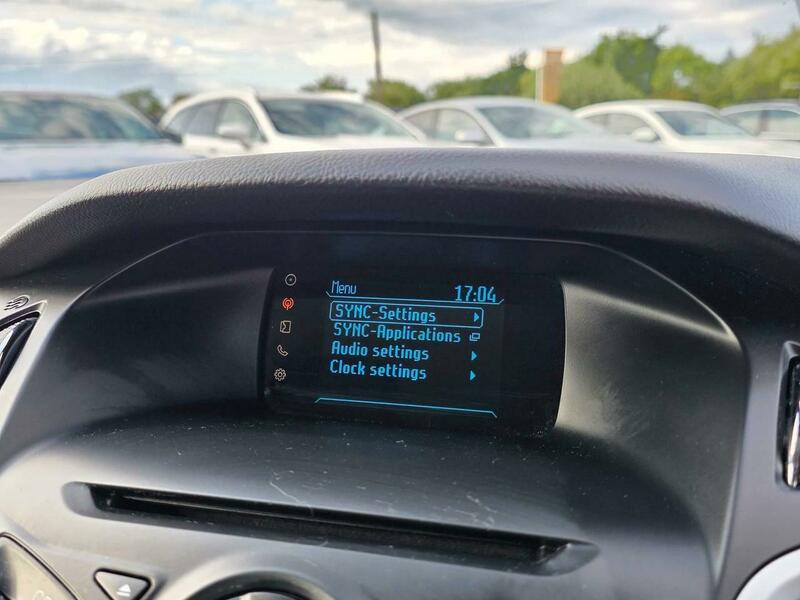 Menu 17:04
SYNC-Settings
SYNC-Applications
Audio settings
Clock settings